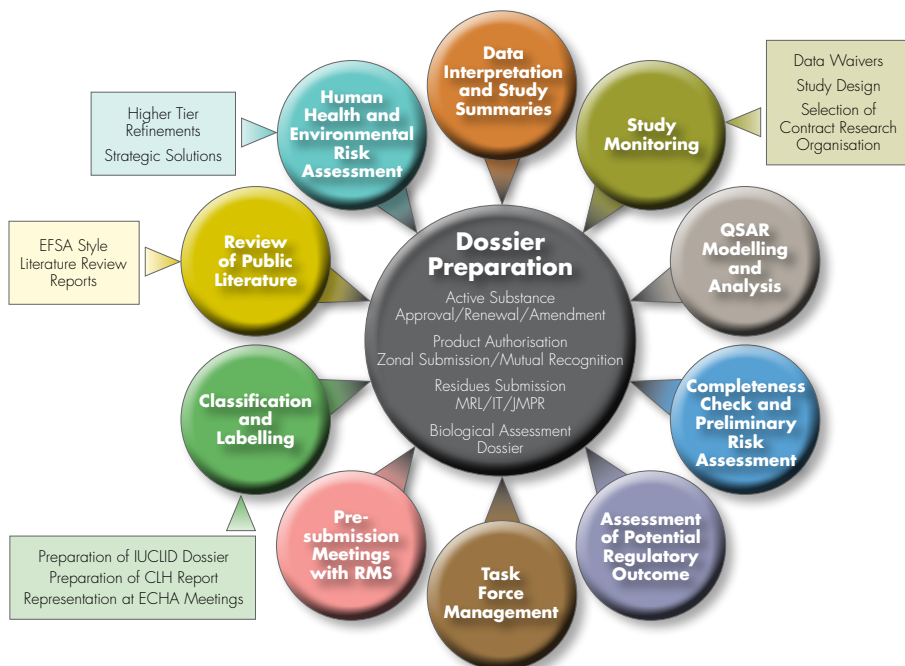 Data
Interpretation
and Study
Summaries
Human
Health and
Environmental
Risk
Assessment
Higher Tier
Refinements
Strategic Solutions
Study
Monitoring
Data Waivers
Study Design
Selection of
Contract Research
Organisation
Review
of Public
Literature
EFSA Style
Literature Review
Reports
Dossier
Preparation
Active Substance
Approval/Renewal/Amendment
Product Authorisation
Zonal Submission/Mutual Recognition
Residues Submission
MRL/IT/JMPR
Biological Assessment
Dossier
QSAR
Modelling
and
Analysis
Classification
and
Labelling
Preparation of IUCLID Dossier
Preparation of CLH Report
Representation at ECHA Meetings
Completeness
Check and
Preliminary
Risk
Assessment
Pre-
submission
Meetings
with RMS
Task
Force
Management
Assessment
of Potential
Regulatory
Outcome